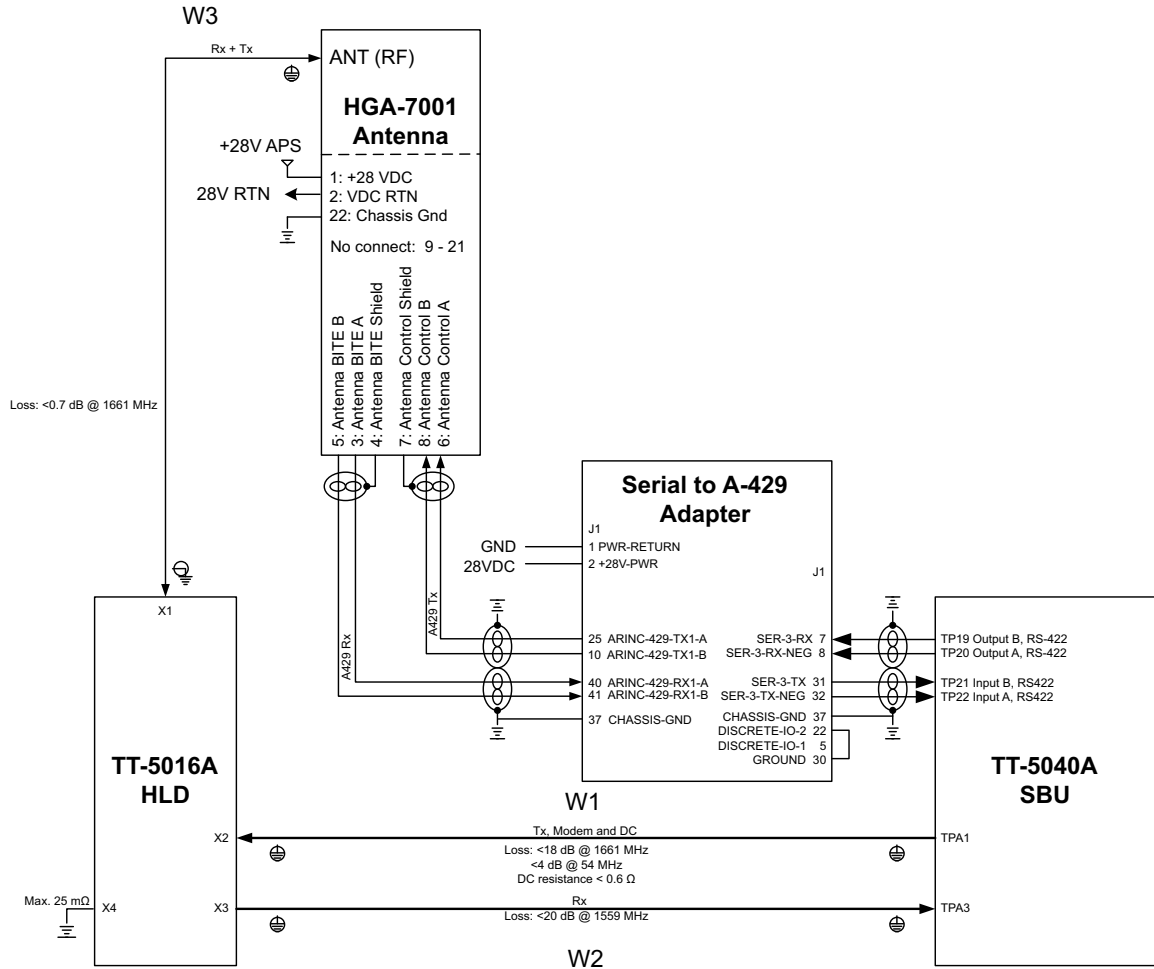 W3
Rx + Tx
ANT (RF)
HGA-7001
Antenna
+28V APS
1: +28 VDC
28V RTN
2: VDC RTN
22: Chassis Gnd
No connect: 9 - 21
5: Antenna BITE B
3: Antenna BITE A
4: Antenna BITE Shield
7: Antenna Control Shield
8: Antenna Control B
6: Antenna Control A
Loss: <0.7 dB @ 1661 MHz
Serial to A-429
Adapter
J1
GND
1 PWR-RETURN
28VDC
2 +28V-PWR
J1
X1
A429 Rx
A429 Tx
25 ARINC-429-TX1-A
10 ARINC-429-TX1-B
40 ARINC-429-RX1-A
41 ARINC-429-RX1-B
37 CHASSIS-GND
SER-3-RX 7
SER-3-RX-NEG 8
SER-3-TX 31
SER-3-TX-NEG 32
CHASSIS-GND 37
DISCRETE-IO-2 22
DISCRETE-IO-1 5
GROUND 30
TP19 Output B, RS-422
TP20 Output A, RS-422
TP21 Input B, RS422
TP22 Input A, RS422
TT-5016A
HLD
TT-5040A
SBU
W1
X2
Tx, Modem and DC
TPA1
Loss: <18 dB @ 1661 MHz
<4 dB @ 54 MHz
DC resistance < 0.6 Ω
Max. 25 mΩ
X4
X3
Rx
TPA3
Loss: <20 dB @ 1559 MHz
W2